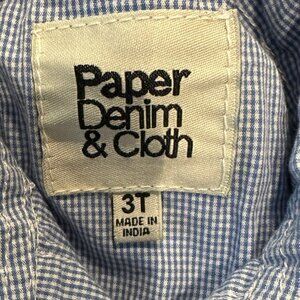 Paper
Denim
& Cloth
3T
MADE IN
INDIA